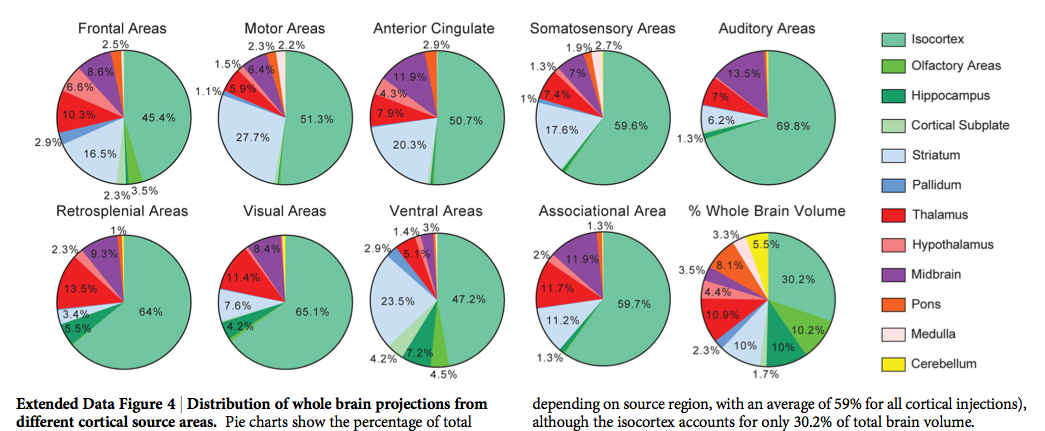 Frontal Areas
2.5%
8.6%
6.6%
10.3%
45.4%
2.9%
16.5%
2.3%
3.5%
Motor Areas
2.3%
2.2%
1.5%
6.4%
5.9%
1.1%
51.3%
27.7%
Anterior Cingulate
2.9%
11.9%
4.3%
7.9%
50.7%
20.3%
Somatosensory Areas
1.9%
2.7%
1.3%
7%
7.4%
1%
17.6%
59.6%
Auditory Areas
13.5%
7%
6.2%
1.3%
69.8%
Retrosplenial Areas
1%
2.3%
9.3%
13.5%
3.4%
5.5%
64%
Visual Areas
8.4%
11.4%
7.6%
4.2%
65.1%
Ventral Areas
1.4%
3%
2.9%
5.1%
23.5%
47.2%
4.2%
7.2%
4.5%
Associational Area
1.3%
2%
11.9%
11.7%
11.2%
1.3%
59.7%
% Whole Brain Volume
3.3%
5.5%
8.1%
3.5%
4.4%
30.2%
10.9%
10.2%
2.3%
10%
10%
1.7%
Isocortex
Olfactory Areas
Hippocampus
Cortical Subplate
Striatum
Pallidum
Thalamus
Hypothalamus
Midbrain
Pons
Medulla
Cerebellum
Extended Data Figure 4 | Distribution of whole brain projections from
different cortical source areas. Pie charts show the percentage of total
depending on source region, with an average of 59% for all cortical injections),
although the isocortex accounts for only 30.2% of total brain volume.